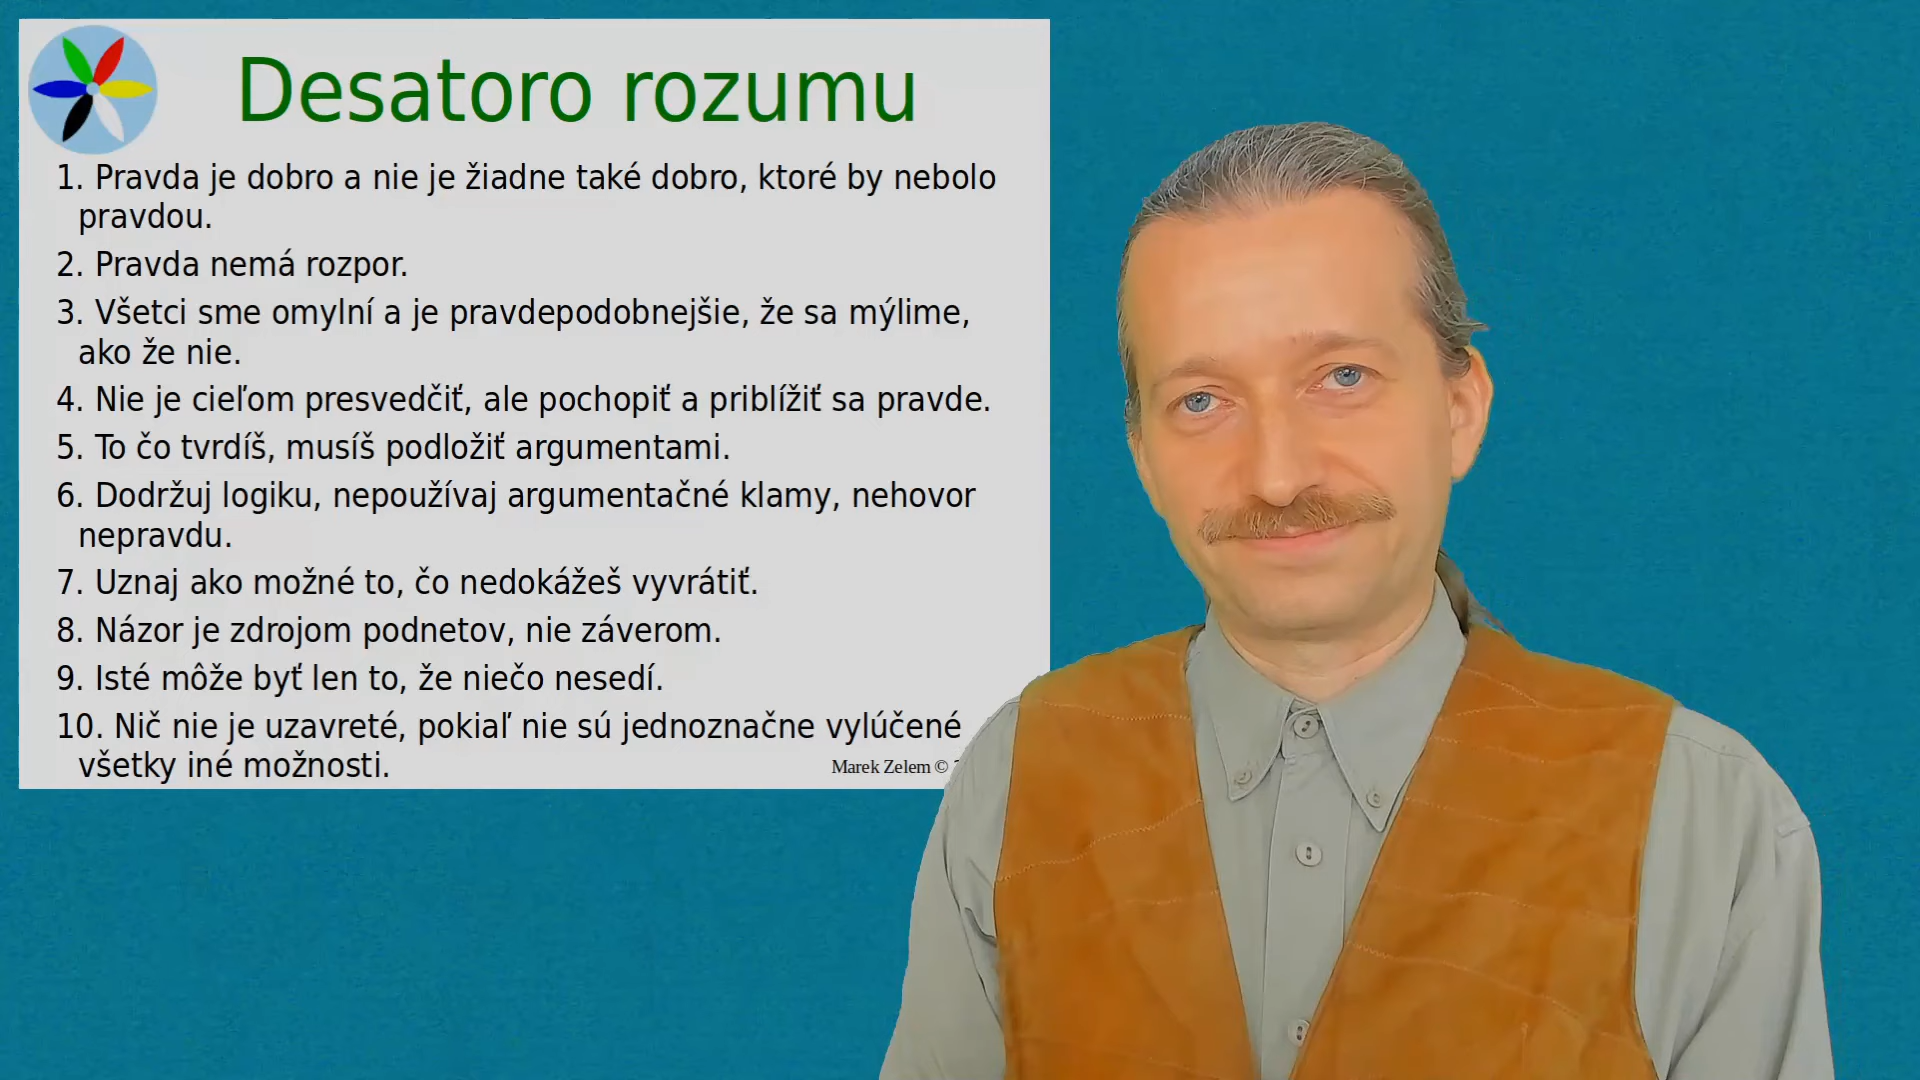 Desatoro rozumu
1. Pravda je dobro a nie je žiadne také dobro, ktoré by nebolo
pravdou.
2. Pravda nemá rozpor.
3. Všetci sme omylní a je pravdepodobnejšie, že sa mýlime,
ako že nie.
4. Nie je cieľom presvedčiť, ale pochopiť a priblížiť sa pravde.
5. To čo tvrdíš, musíš podložiť argumentami.
6. Dodržuj logiku, nepoužívaj argumentačné klamy, nehovor
nepravdu.
7. Uznaj ako možné to, čo nedokážeš vyvrátiť.
8. Názor je zdrojom podnetov, nie záverom.
9. Isté môže byť len to, že niečo nesedí.
10. Nič nie je uzavreté, pokiaľ nie sú jednoznačne vylúčené
všetky iné možnosti.
Marek Zelem ©